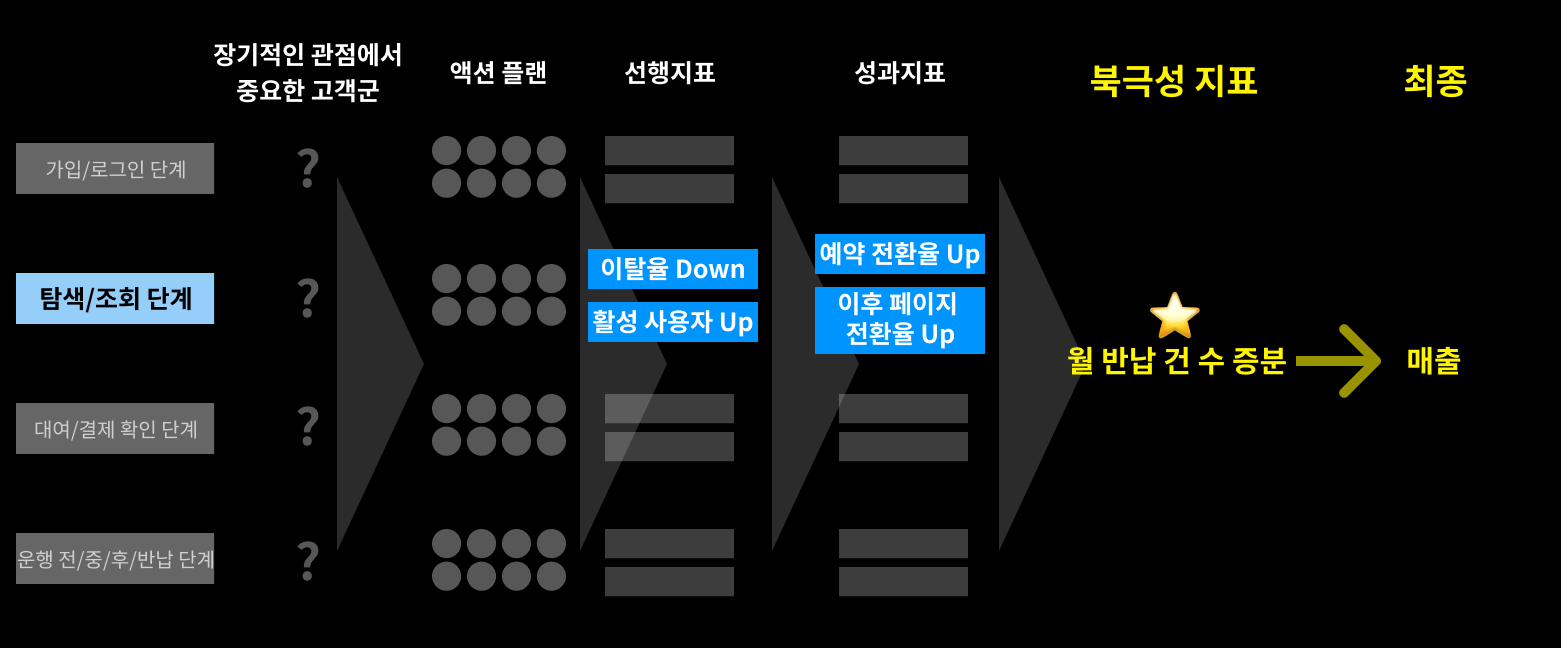 장기적인 관점에서
중요한 고객군
액션 플랜
선행지표
성과지표
북극성 지표
최종
가입/로그인 단계
?
탐색/조회 단계
?
이탈율 Down
활성 사용자 Up
예약 전환율 Up
이후 페이지
전환율 Up
월 반납 건 수 증분
매출
대여/결제 확인 단계
?
운행 전/중/후/반납 단계
?